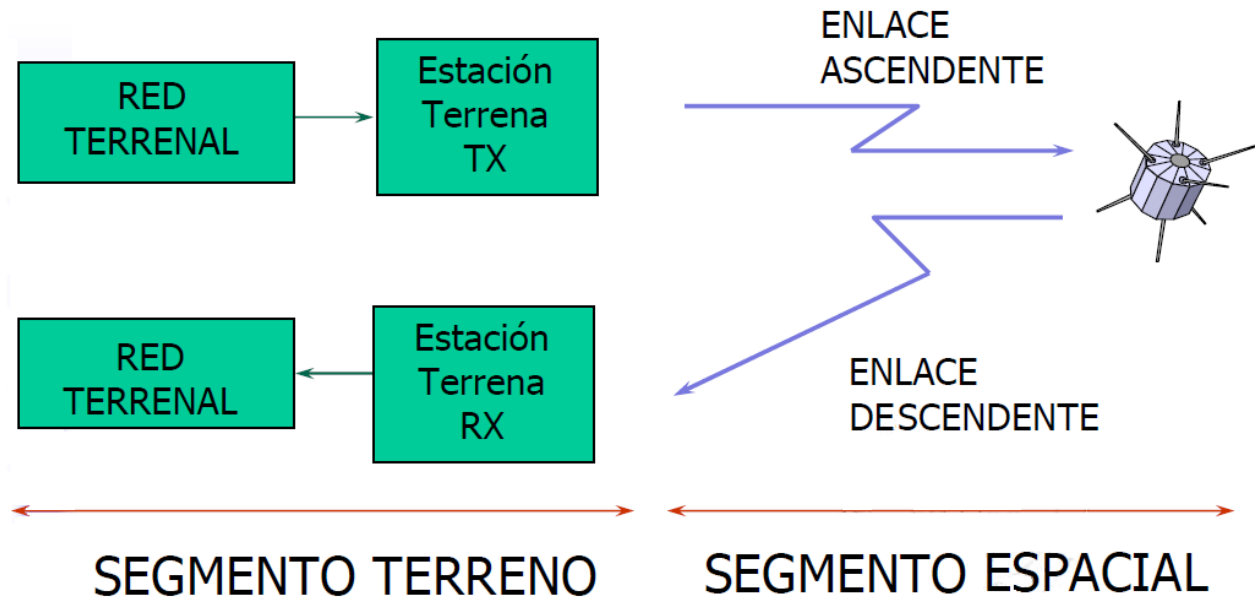 RED
TERRENAL
Estación
Terrena
TX
ENLACE
ASCENDENTE
RED
TERRENAL
Estación
Terrena
RX
ENLACE
DESCENDENTE
SEGMENTO TERRENO
SEGMENTO ESPACIAL